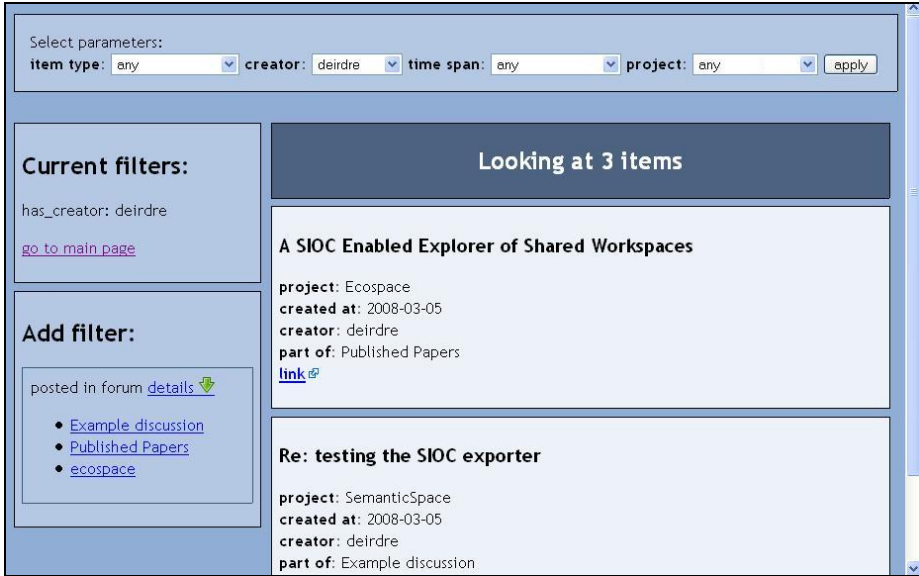 Select parameters:
item type: any creator: deirdre time span: any project: any apply
Current filters:
has_creator: deirdre
go to main page
Add filter:
posted in forum details
Example discussion
Published Papers
ecospace
Looking at 3 items
A SIOC Enabled Explorer of Shared Workspaces
project: Ecospace
created at: 2008-03-05
creator: deirdre
part of: Published Papers
link
Re: testing the SIOC exporter
project: SemanticSpace
created at: 2008-03-05
creator: deirdre
part of: Example discussion